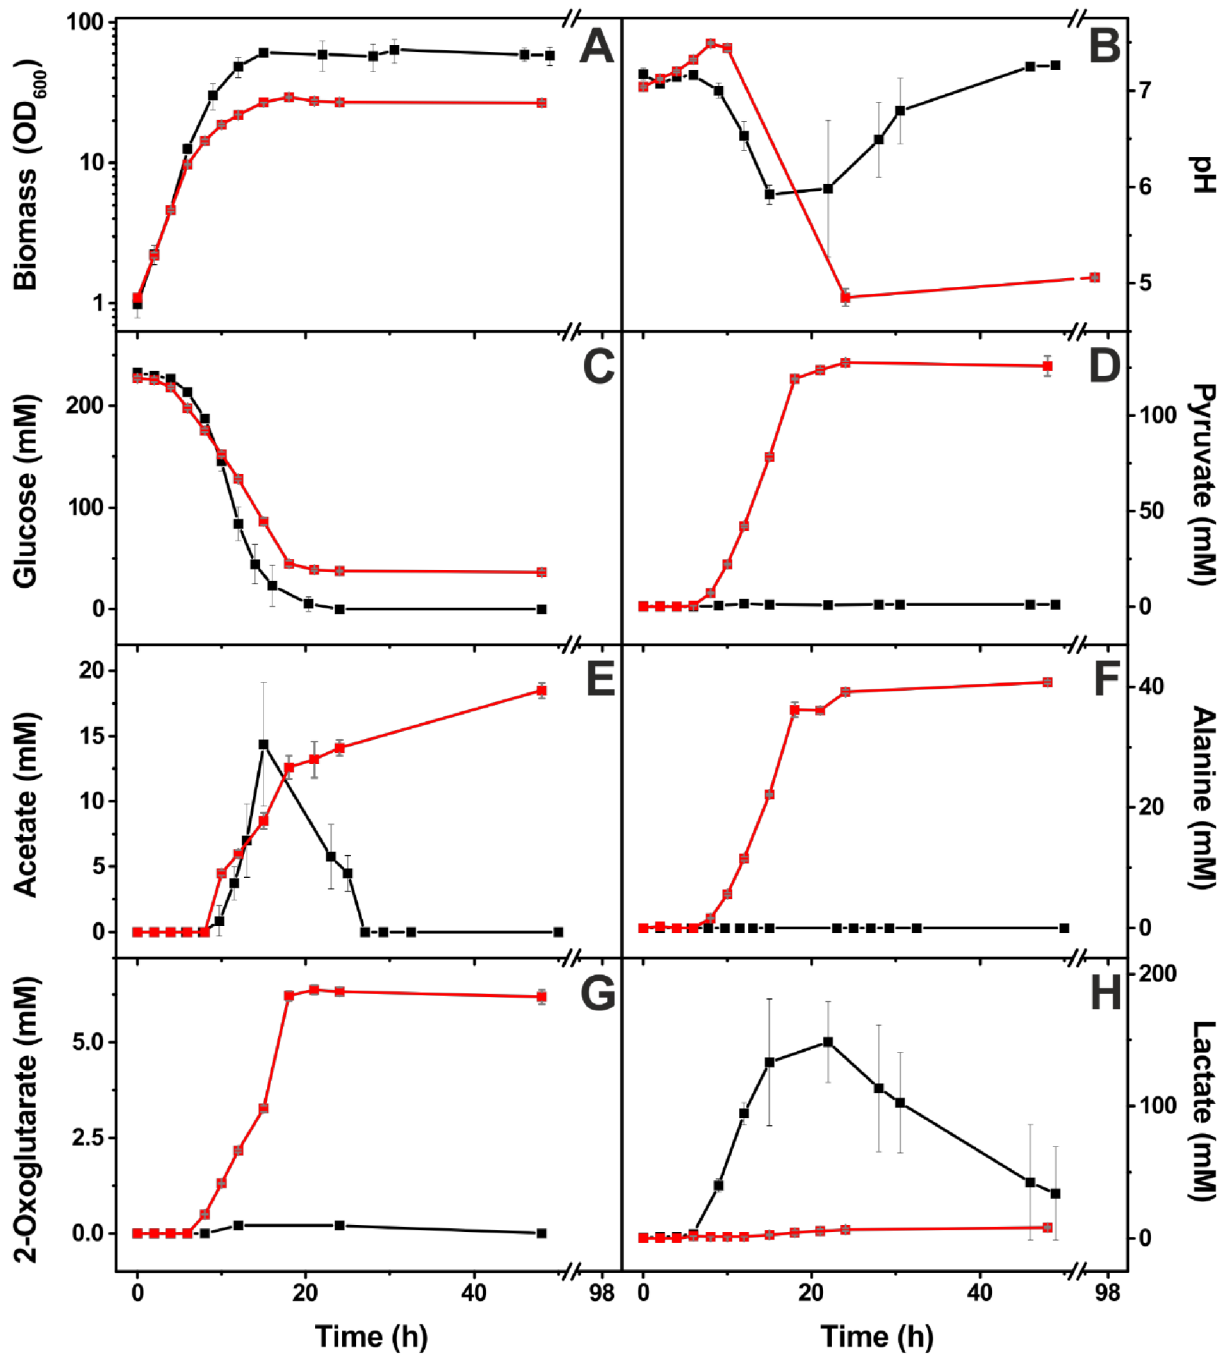 100
10
1
Biomass (OD600)
A
B
7
6
5
pH
200
100
0
Glucose (mM)
C
D
100
50
0
Pyruvate (mM)
20
15
10
5
0
Acetate (mM)
E
F
40
20
0
Alanine (mM)
5.0
2.5
0.0
2-Oxoglutarate (mM)
G
H
200
100
0
Lactate (mM)
0 20 40 98
0 20 40 98
Time (h)
Time (h)